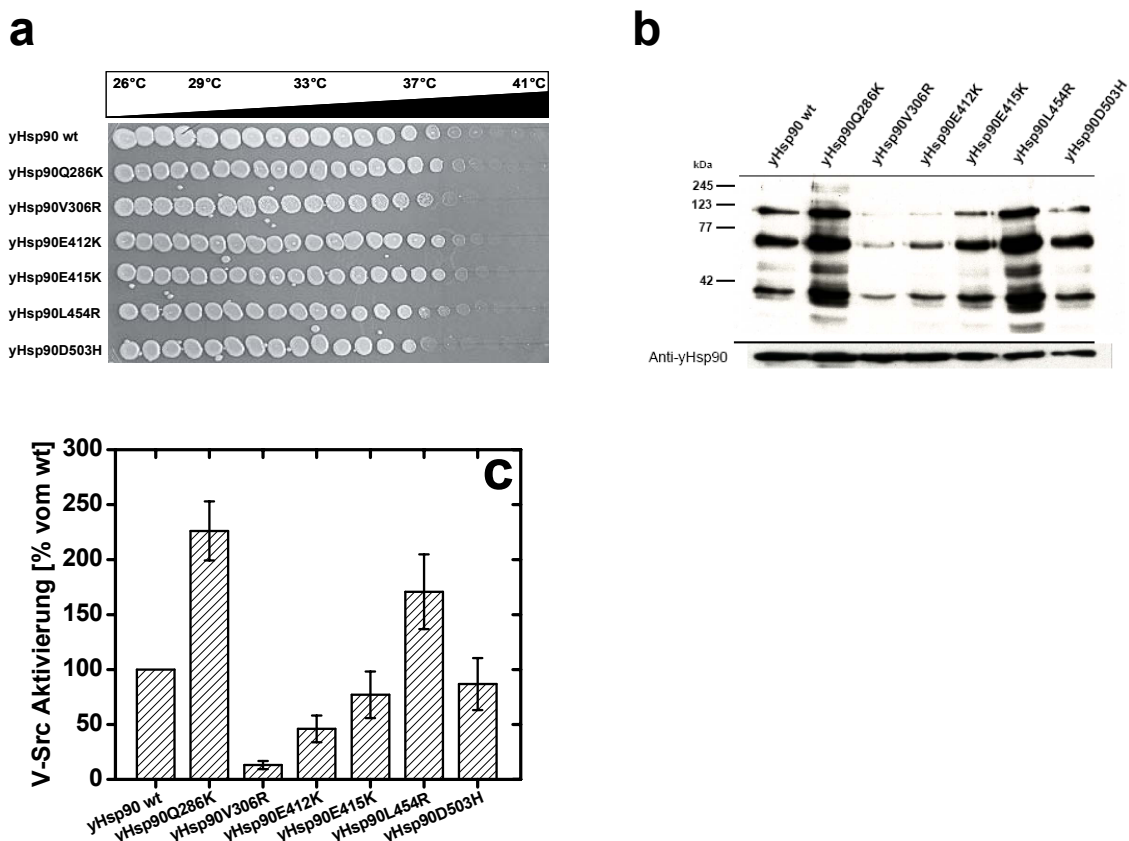 a
26°C 29°C 33°C 37°C 41°C
yHsp90 wt
yHsp90Q286K
yHsp90V306R
yHsp90E412K
yHsp90E415K
yHsp90L454R
yHsp90D503H
b
yHsp90 wt
yHsp90Q286K
yHsp90V306R
yHsp90E412K
yHsp90E415K
yHsp90L454R
yHsp90D503H
kDa
245
123
77
42
Anti-yHsp90
c
V-Src Aktivierung [% vom wt]
300
250
200
150
100
50
0
yHsp90 wt
yHsp90Q286K
yHsp90V306R
yHsp90E412K
yHsp90E415K
yHsp90L454R
yHsp90D503H